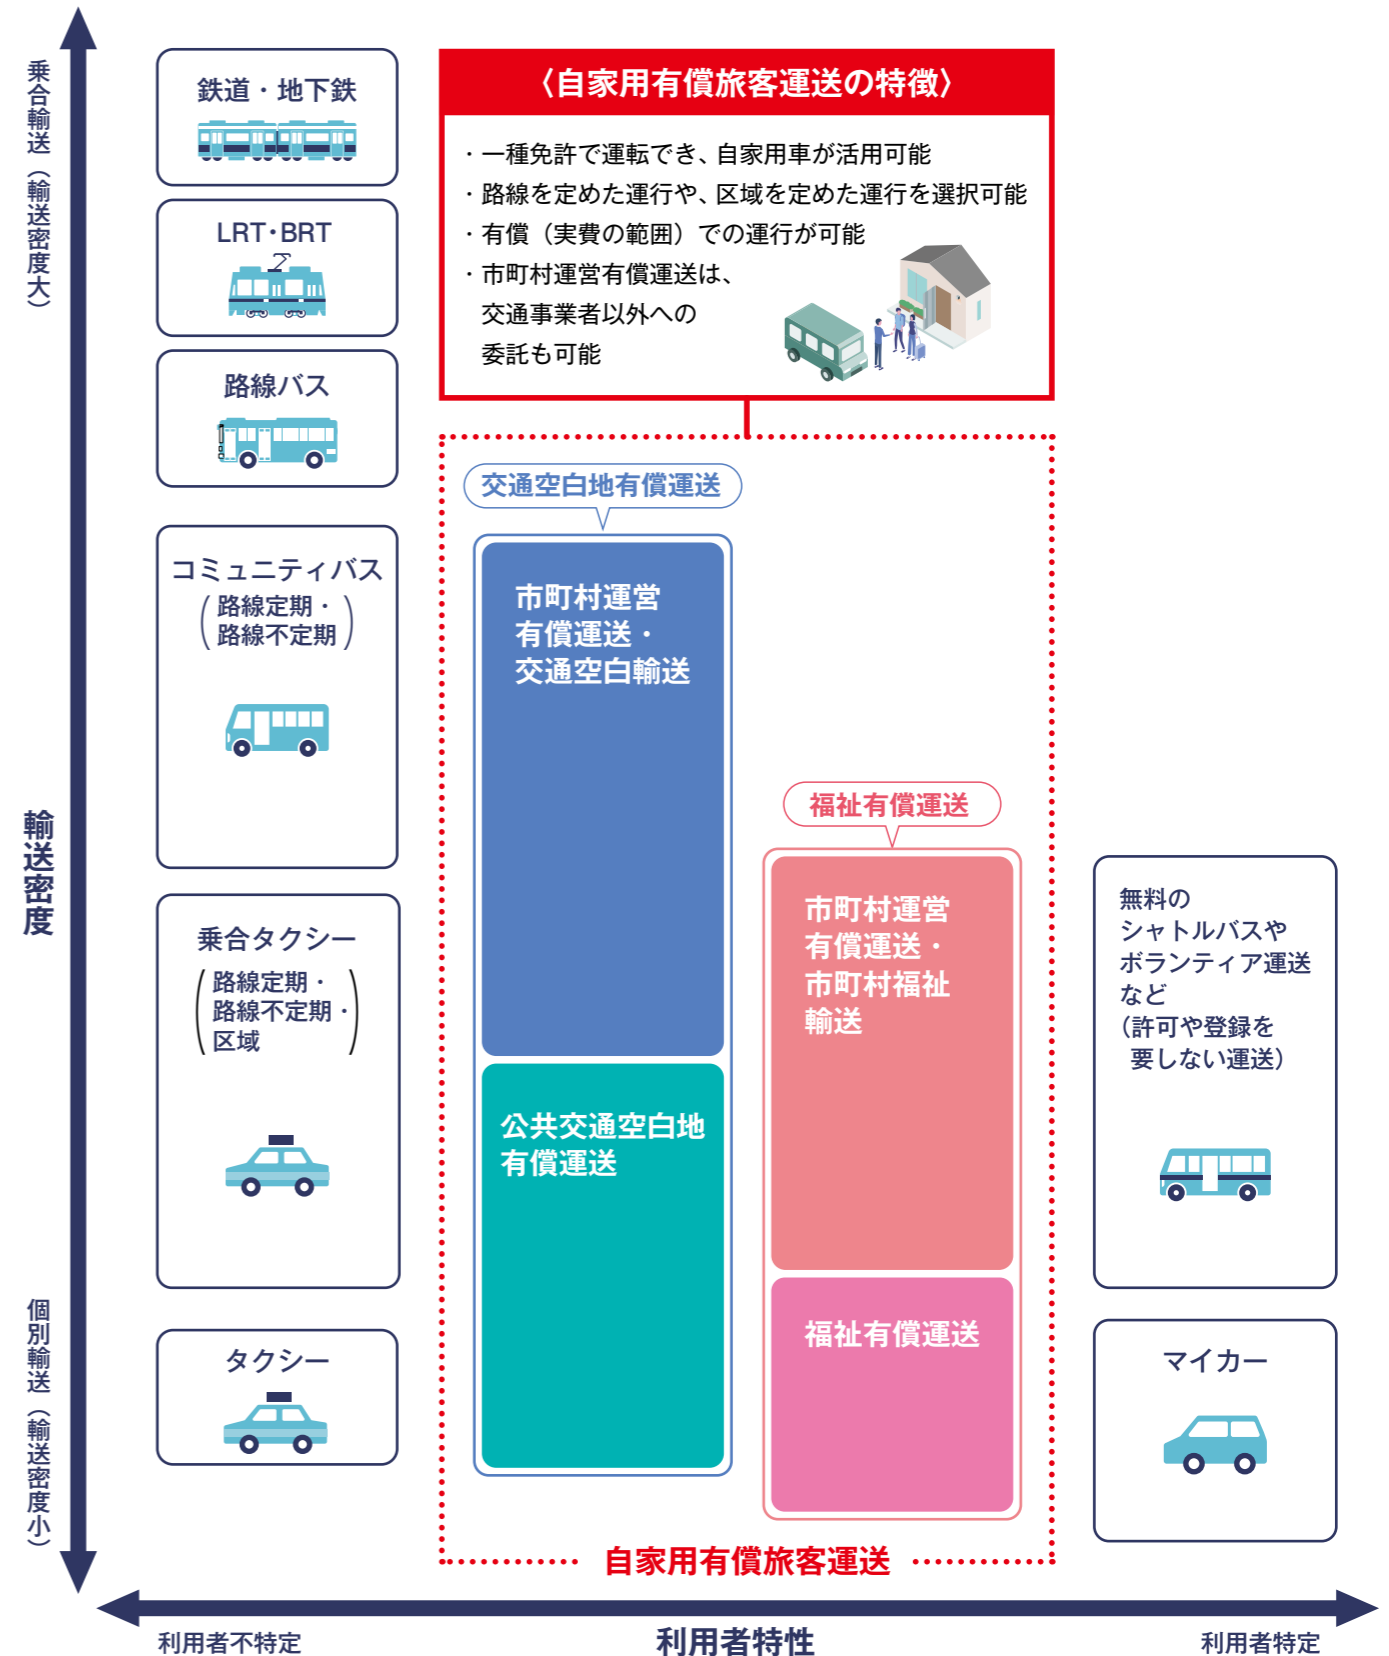 乗合輸送（輸送密度大）
輸送密度
個別輸送（輸送密度小）
鉄道・地下鉄
LRT・BRT
路線バス
コミュニティバス
（路線定期・
路線不定期）
乗合タクシー
（路線定期・
路線不定期・
区域）
タクシー
〈自家用有償旅客運送の特徴〉
・一種免許で運転でき、自家用車が活用可能
・路線を定めた運行や、区域を定めた運行を選択可能
・有償（実費の範囲）での運行が可能
・市町村運営有償運送は、
交通事業者以外への
委託も可能
交通空白地有償運送
市町村運営
有償運送・
交通空白輸送
公共交通空白地
有償運送
福祉有償運送
市町村運営
有償運送・
市町村福祉
輸送
福祉有償運送
自家用有償旅客運送
無料の
シャトルバスや
ボランティア運送
など
（許可や登録を
要しない運送）
マイカー
利用者不特定
利用者特性
利用者特定